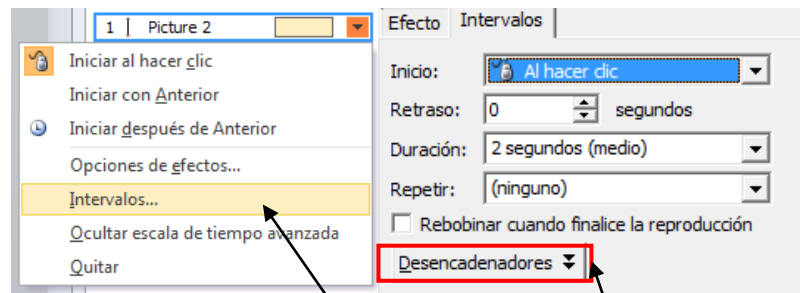 1 Picture 2
Iniciar al hacer clic
Iniciar con Anterior
Iniciar después de Anterior
Opciones de efectos...
Intervalos...
Ocultar escala de tiempo avanzada
Quitar
Efecto Intervalos
Inicio: Al hacer clic
Retraso: 0 segundos
Duración: 2 segundos (medio)
Repetir: (ninguno)
Rebobinar cuando finalice la reproducción
Desencadenadores